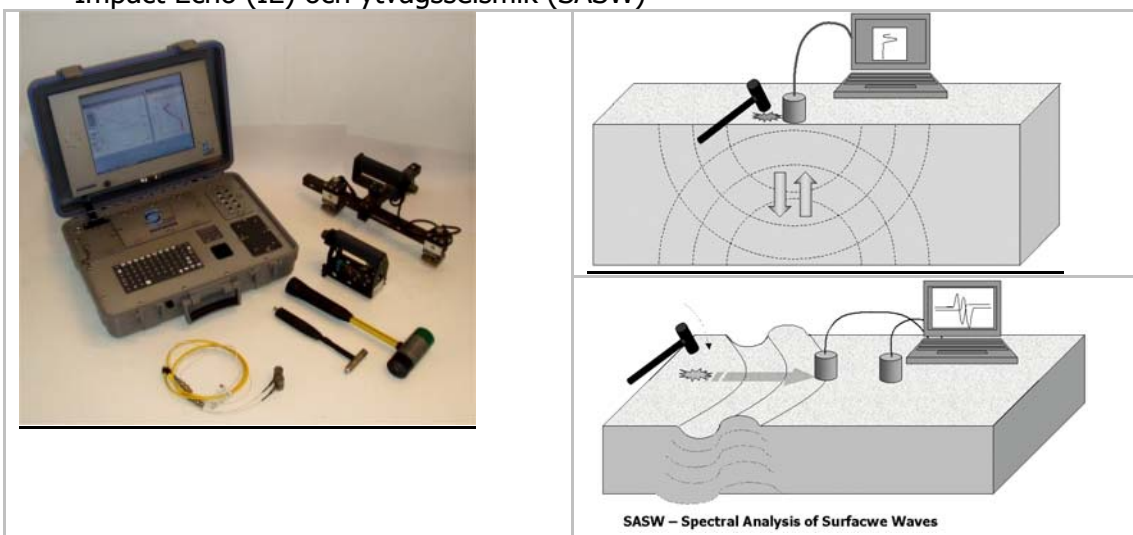 Impact Echo (IE) och ytvågsseismik (SASW)
SASW – Spectral Analysis of Surfacwe Waves